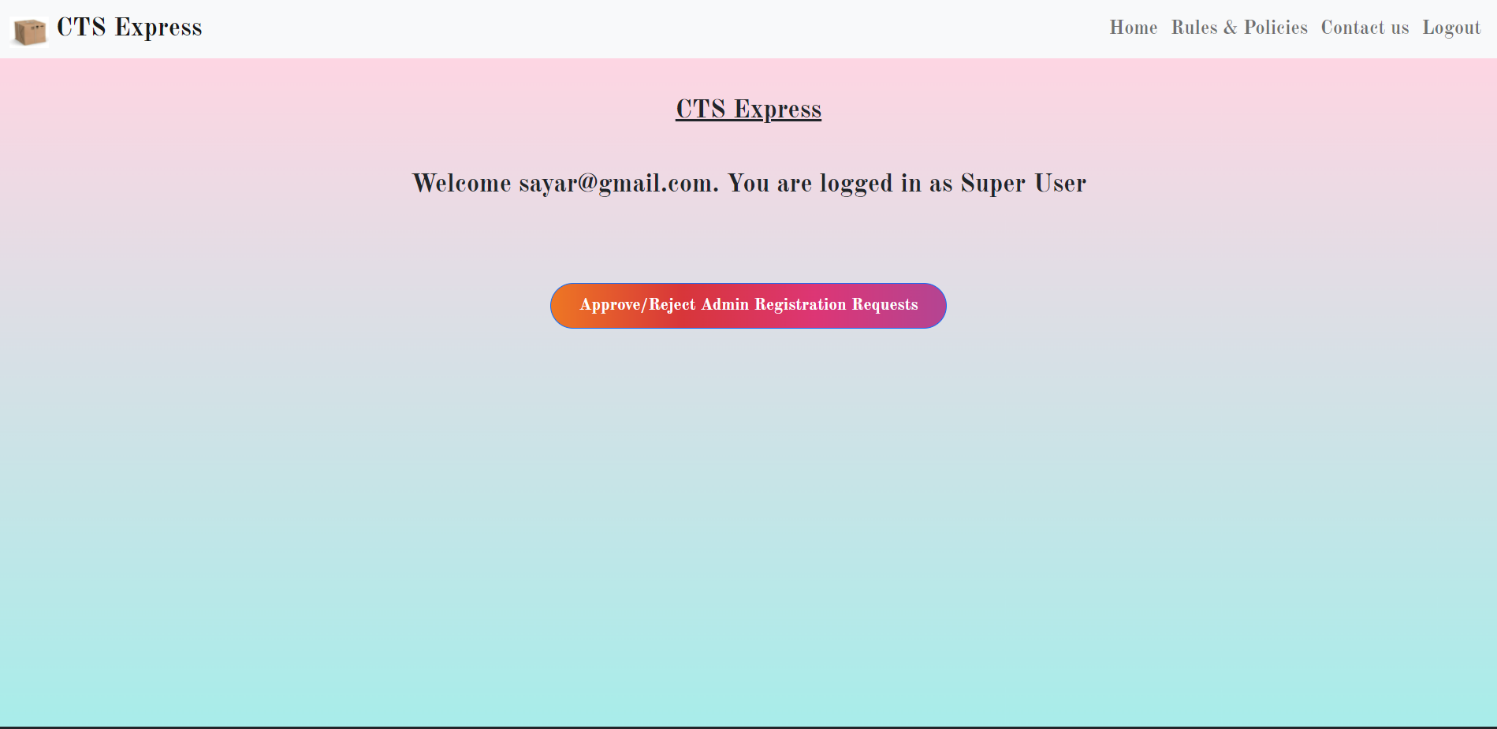 CTS Express
Home Rules & Policies Contact us Logout
CTS Express
Welcome sayar@gmail.com. You are logged in as Super User
Approve/Reject Admin Registration Requests